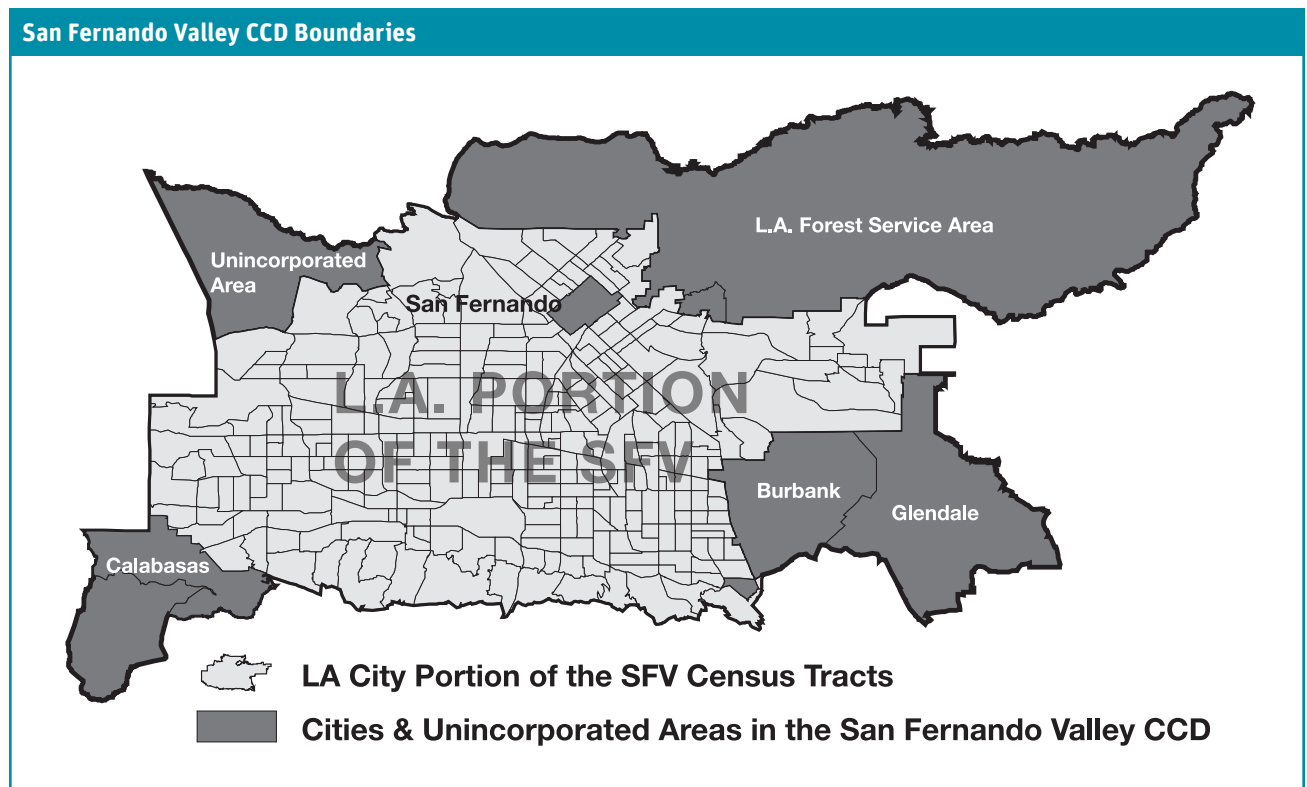 San Fernando Valley CCD Boundaries
L.A. Forest Service Area
Unincorporated
Area
San Fernando
L.A. PORTION
OF THE SFV
Burbank
Glendale
Calabasas
LA City Portion of the SFV Census Tracts
Cities & Unincorporated Areas in the San Fernando Valley CCD